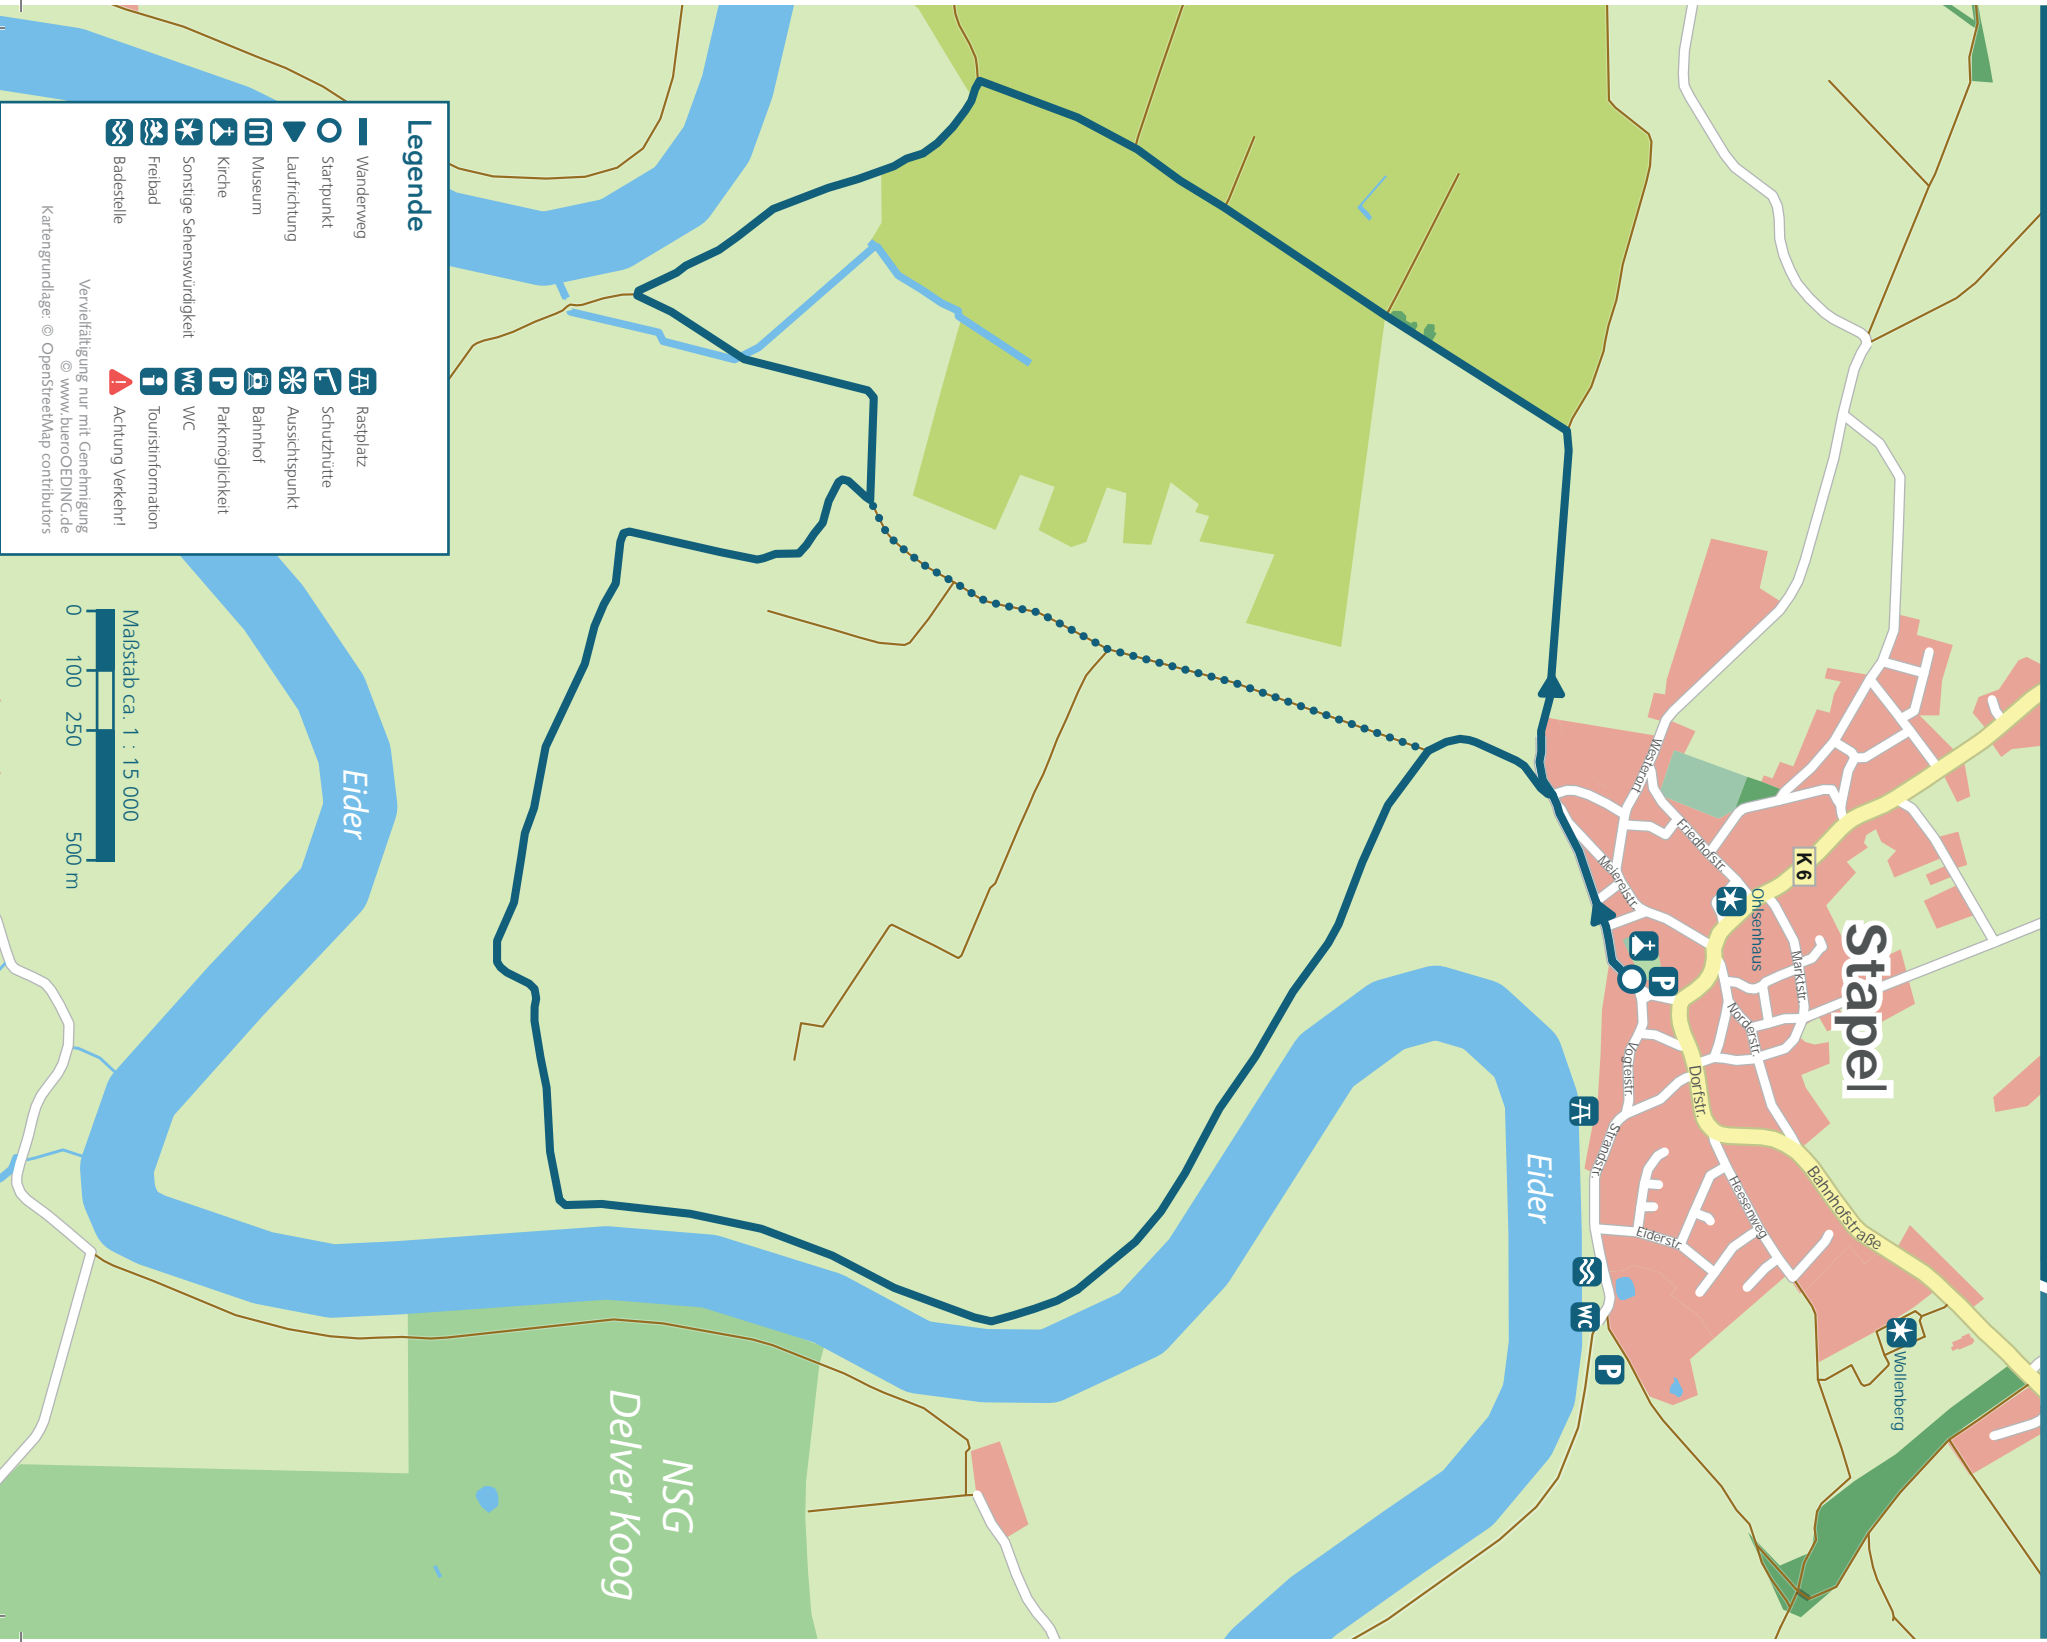 Stapel
K 6
Ohlsenhaus
Westerort
Friedhofstr.
Meiereistr.
Marktstr.
Norderstr.
Dorfstr.
Vogteistr.
Strandstr.
Heesenweg
Eiderstr.
Bahnhofstraße
Wollenberg
P
WC
P
Eider
Eider
NSG
Delver Koog
Legende
Wanderweg
Startpunkt
Laufrichtung
m Museum
Kirche
Sonstige Sehenswürdigkeit
Freibad
Badestelle
Rastplatz
Schutzhütte
Aussichtspunkt
Bahnhof
P Parkmöglichkeit
WC WC
i Touristinformation
! Achtung Verkehr!
Vervielfältigung nur mit Genehmigung
© www.bueroOEDING.de
Kartengrundlage: © OpenStreetMap contributors
Maßstab ca. 1 : 15 000
0 100 250 500 m